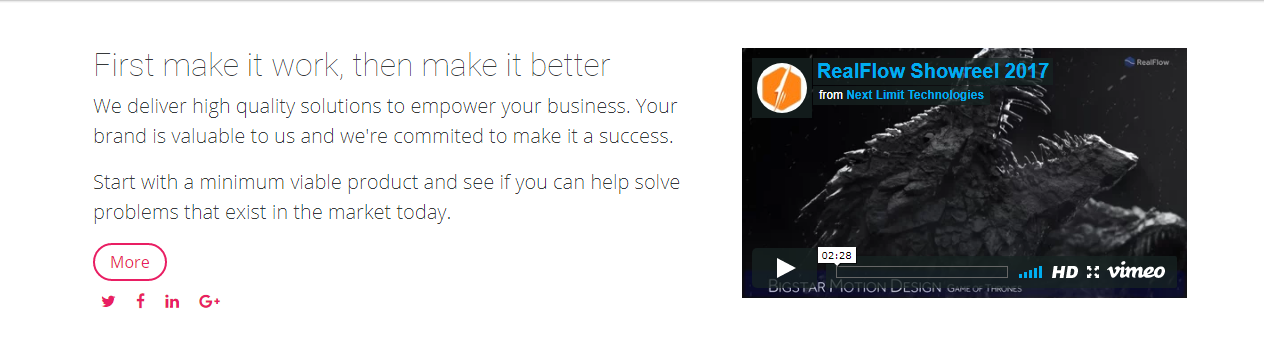 First make it work, then make it better
We deliver high quality solutions to empower your business. Your
brand is valuable to us and we're commited to make it a success.
Start with a minimum viable product and see if you can help solve
problems that exist in the market today.
More
G+
RealFlow Showreel 2017
from Next Limit Technologies
RealFlow
02:28
HD
vimeo
BIGSTAR MOTION DESIGN GAME OF THRONES